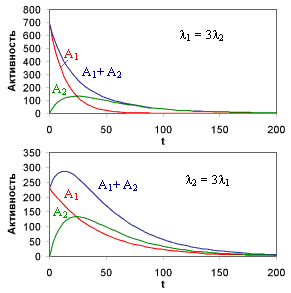 Активность
800
700
600
500
400
300
200
100
0
A₁
A₂
A₁+ A₂
λ₁ = 3λ₂
0 50 100 150 200
t
Активность
350
300
250
200
150
100
50
0
A₁+ A₂
A₁
A₂
λ₂ = 3λ₁
0 50 100 150 200
t